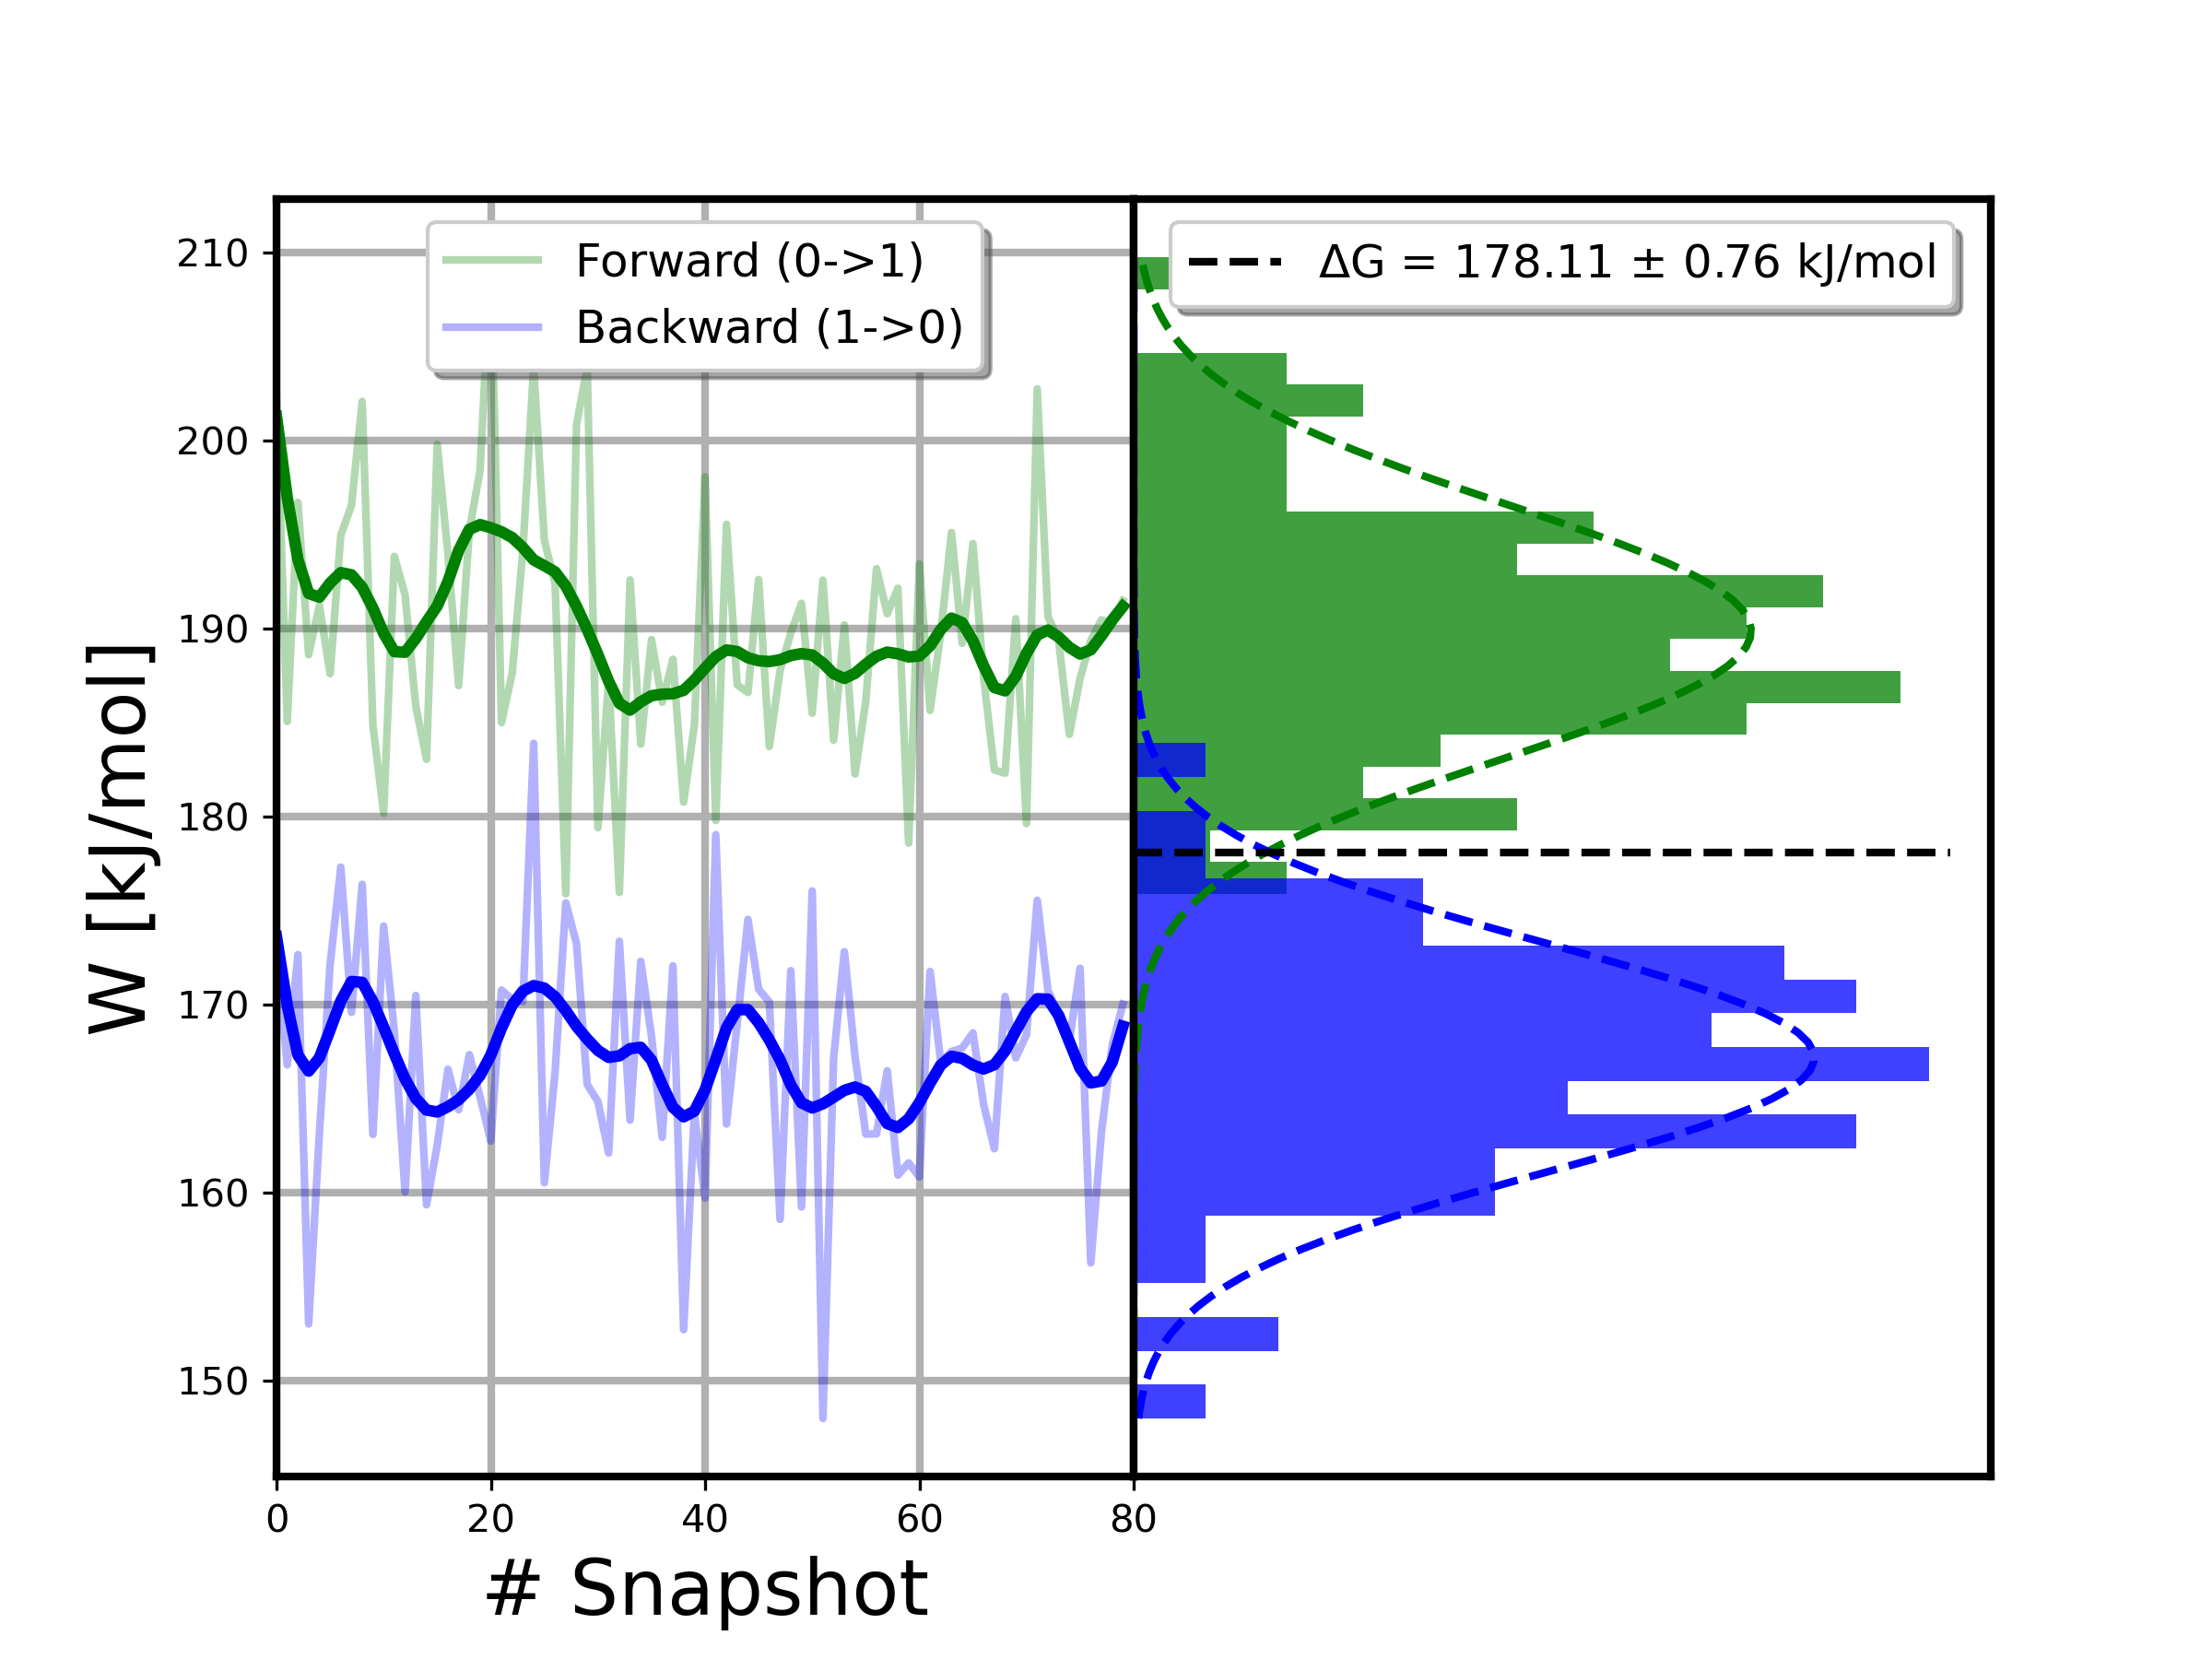 Forward (0->1)
Backward (1->0)
ΔG = 178.11 ± 0.76 kJ/mol
W [kJ/mol]
210
200
190
180
170
160
150
0 20 40 60 80
# Snapshot